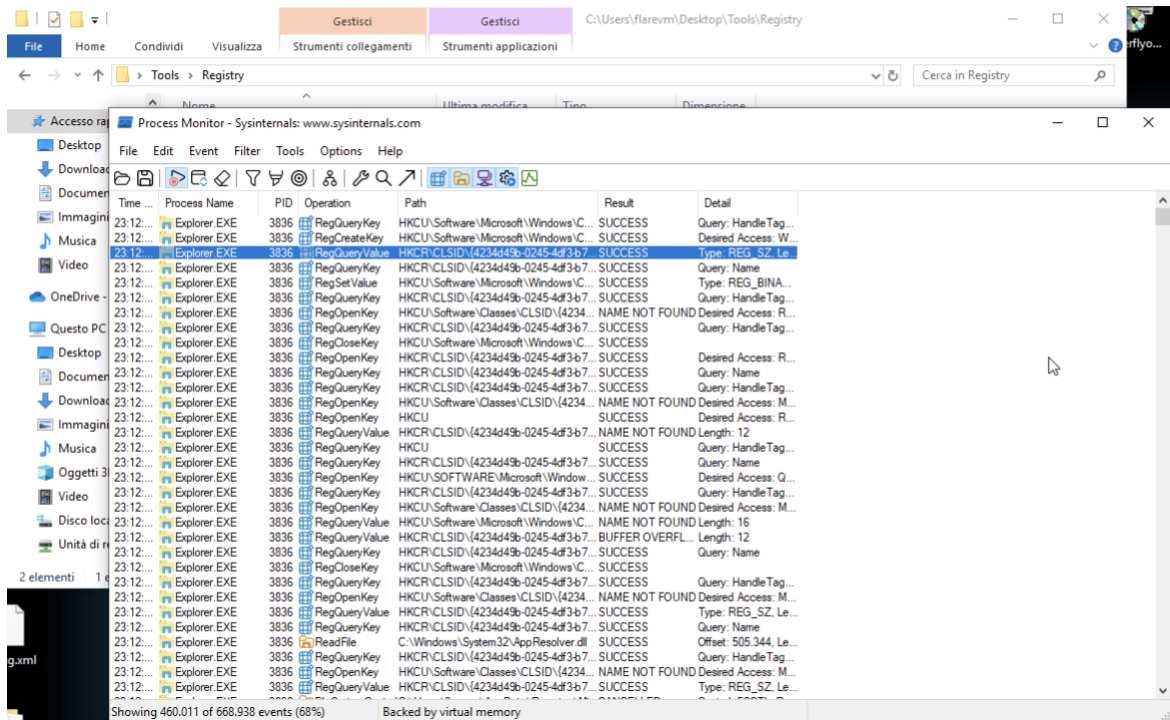 Gestisci Gestisci C:\Users\flarevm\Desktop\Tools\Registry
File Home Condividi Visualizza Strumenti collegamenti Strumenti applicazioni
erflyo...
Tools Registry Cerca in Registry
Nome Ultima modifica Tipo Dimensione
Accesso rap
Desktop
Download
Documen
Immagini
Musica
Video
OneDrive -
Questo PC
Desktop
Documen
Download
Immagini
Musica
Oggetti 3
Video
Disco loca
Unità di re
2 elementi 1 e
g.xml
Process Monitor - Sysinternals: www.sysinternals.com
File Edit Event Filter Tools Options Help
Time ... Process Name PID Operation Path Result Detail
23:12:... Explorer.EXE 3836 RegQueryKey HKCU\Software\Microsoft\Windows\C... SUCCESS Query: HandleTag...
23:12:... Explorer.EXE 3836 RegCreateKey HKCU\Software\Microsoft\Windows\C... SUCCESS Desired Access: W...
23:12:... Explorer.EXE 3836 RegQueryValue HKCR\CLSID\{4234d49b-0245-4df3-b7... SUCCESS Type: REG_SZ, Le...
23:12:... Explorer.EXE 3836 RegQueryKey HKCR\CLSID\{4234d49b-0245-4df3-b7... SUCCESS Query: Name
23:12:... Explorer.EXE 3836 RegSetValue HKCU\Software\Microsoft\Windows\C... SUCCESS Type: REG_BINA...
23:12:... Explorer.EXE 3836 RegQueryKey HKCR\CLSID\{4234d49b-0245-4df3-b7... SUCCESS Query: HandleTag...
23:12:... Explorer.EXE 3836 RegOpenKey HKCU\Software\Classes\CLSID\{4234... NAME NOT FOUND Desired Access: R...
23:12:... Explorer.EXE 3836 RegQueryKey HKCR\CLSID\{4234d49b-0245-4df3-b7... SUCCESS Query: HandleTag...
23:12:... Explorer.EXE 3836 RegCloseKey HKCU\Software\Microsoft\Windows\C... SUCCESS
23:12:... Explorer.EXE 3836 RegOpenKey HKCR\CLSID\{4234d49b-0245-4df3-b7... SUCCESS Desired Access: R...
23:12:... Explorer.EXE 3836 RegQueryKey HKCR\CLSID\{4234d49b-0245-4df3-b7... SUCCESS Query: Name
23:12:... Explorer.EXE 3836 RegQueryKey HKCR\CLSID\{4234d49b-0245-4df3-b7... SUCCESS Query: HandleTag...
23:12:... Explorer.EXE 3836 RegOpenKey HKCU\Software\Classes\CLSID\{4234... NAME NOT FOUND Desired Access: M...
23:12:... Explorer.EXE 3836 RegOpenKey HKCU SUCCESS Desired Access: R...
23:12:... Explorer.EXE 3836 RegQueryValue HKCR\CLSID\{4234d49b-0245-4df3-b7... NAME NOT FOUND Length: 12
23:12:... Explorer.EXE 3836 RegQueryKey HKCU SUCCESS Query: HandleTag...
23:12:... Explorer.EXE 3836 RegQueryKey HKCR\CLSID\{4234d49b-0245-4df3-b7... SUCCESS Query: Name
23:12:... Explorer.EXE 3836 RegOpenKey HKCU\SOFTWARE\Microsoft\Window... SUCCESS Desired Access: Q...
23:12:... Explorer.EXE 3836 RegQueryKey HKCR\CLSID\{4234d49b-0245-4df3-b7... SUCCESS Query: HandleTag...
23:12:... Explorer.EXE 3836 RegOpenKey HKCU\Software\Classes\CLSID\{4234... NAME NOT FOUND Desired Access: M...
23:12:... Explorer.EXE 3836 RegQueryValue HKCU\Software\Microsoft\Windows\C... NAME NOT FOUND Length: 16
23:12:... Explorer.EXE 3836 RegQueryValue HKCR\CLSID\{4234d49b-0245-4df3-b7... BUFFER OVERFL... Length: 12
23:12:... Explorer.EXE 3836 RegQueryKey HKCR\CLSID\{4234d49b-0245-4df3-b7... SUCCESS Query: Name
23:12:... Explorer.EXE 3836 RegCloseKey HKCU\Software\Microsoft\Windows\C... SUCCESS
23:12:... Explorer.EXE 3836 RegQueryKey HKCR\CLSID\{4234d49b-0245-4df3-b7... SUCCESS Query: HandleTag...
23:12:... Explorer.EXE 3836 RegOpenKey HKCU\Software\Classes\CLSID\{4234... NAME NOT FOUND Desired Access: M...
23:12:... Explorer.EXE 3836 RegQueryValue HKCR\CLSID\{4234d49b-0245-4df3-b7... SUCCESS Type: REG_SZ, Le...
23:12:... Explorer.EXE 3836 RegQueryKey HKCR\CLSID\{4234d49b-0245-4df3-b7... SUCCESS Query: Name
23:12:... Explorer.EXE 3836 ReadFile C:\Windows\System32\AppResolver.dll SUCCESS Offset: 505.344, Le...
23:12:... Explorer.EXE 3836 RegQueryKey HKCR\CLSID\{4234d49b-0245-4df3-b7... SUCCESS Query: HandleTag...
23:12:... Explorer.EXE 3836 RegOpenKey HKCU\Software\Classes\CLSID\{4234... NAME NOT FOUND Desired Access: M...
23:12:... Explorer.EXE 3836 RegQueryValue HKCR\CLSID\{4234d49b-0245-4df3-b7... SUCCESS Type: REG_SZ, Le...
Showing 460.011 of 668.938 events (68%) Backed by virtual memory